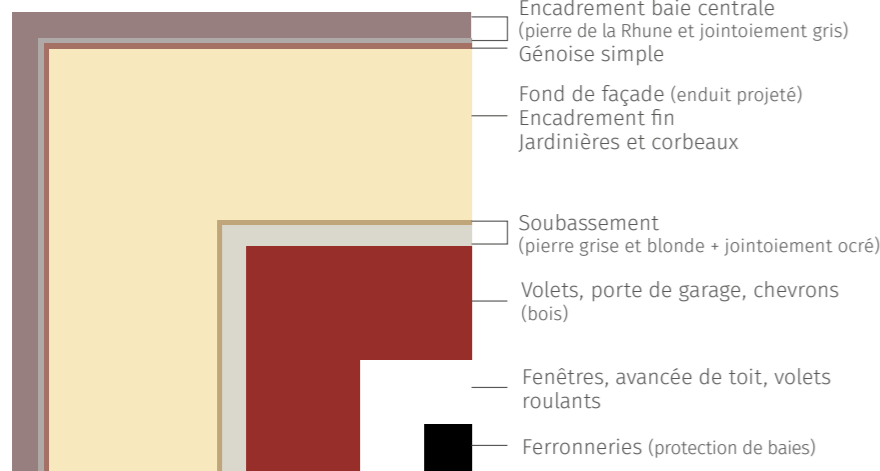 Encadrement baie centrale
(pierre de la Rhune et jointoiement gris)
Génoise simple
Fond de façade (enduit projeté)
Encadrement fin
Jardinières et corbeaux
Soubassement
(pierre grise et blonde + jointoiement ocré)
Volets, porte de garage, chevrons
(bois)
Fenêtres, avancée de toit, volets
roulants
Ferronneries (protection de baies)